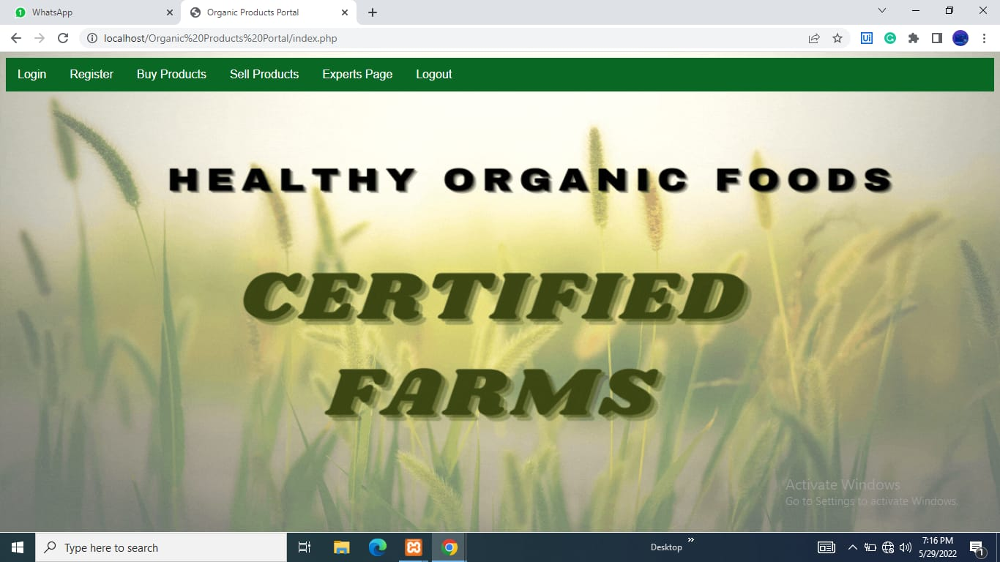 WhatsApp
Organic Products Portal
localhost/Organic%20Products%20Portal/index.php
Login Register Buy Products Sell Products Experts Page Logout
HEALTHY ORGANIC FOODS
CERTIFIED
FARMS
Activate Windows
Go to Settings to activate Windows.
Type here to search
Desktop
7:16 PM
5/29/2022
1